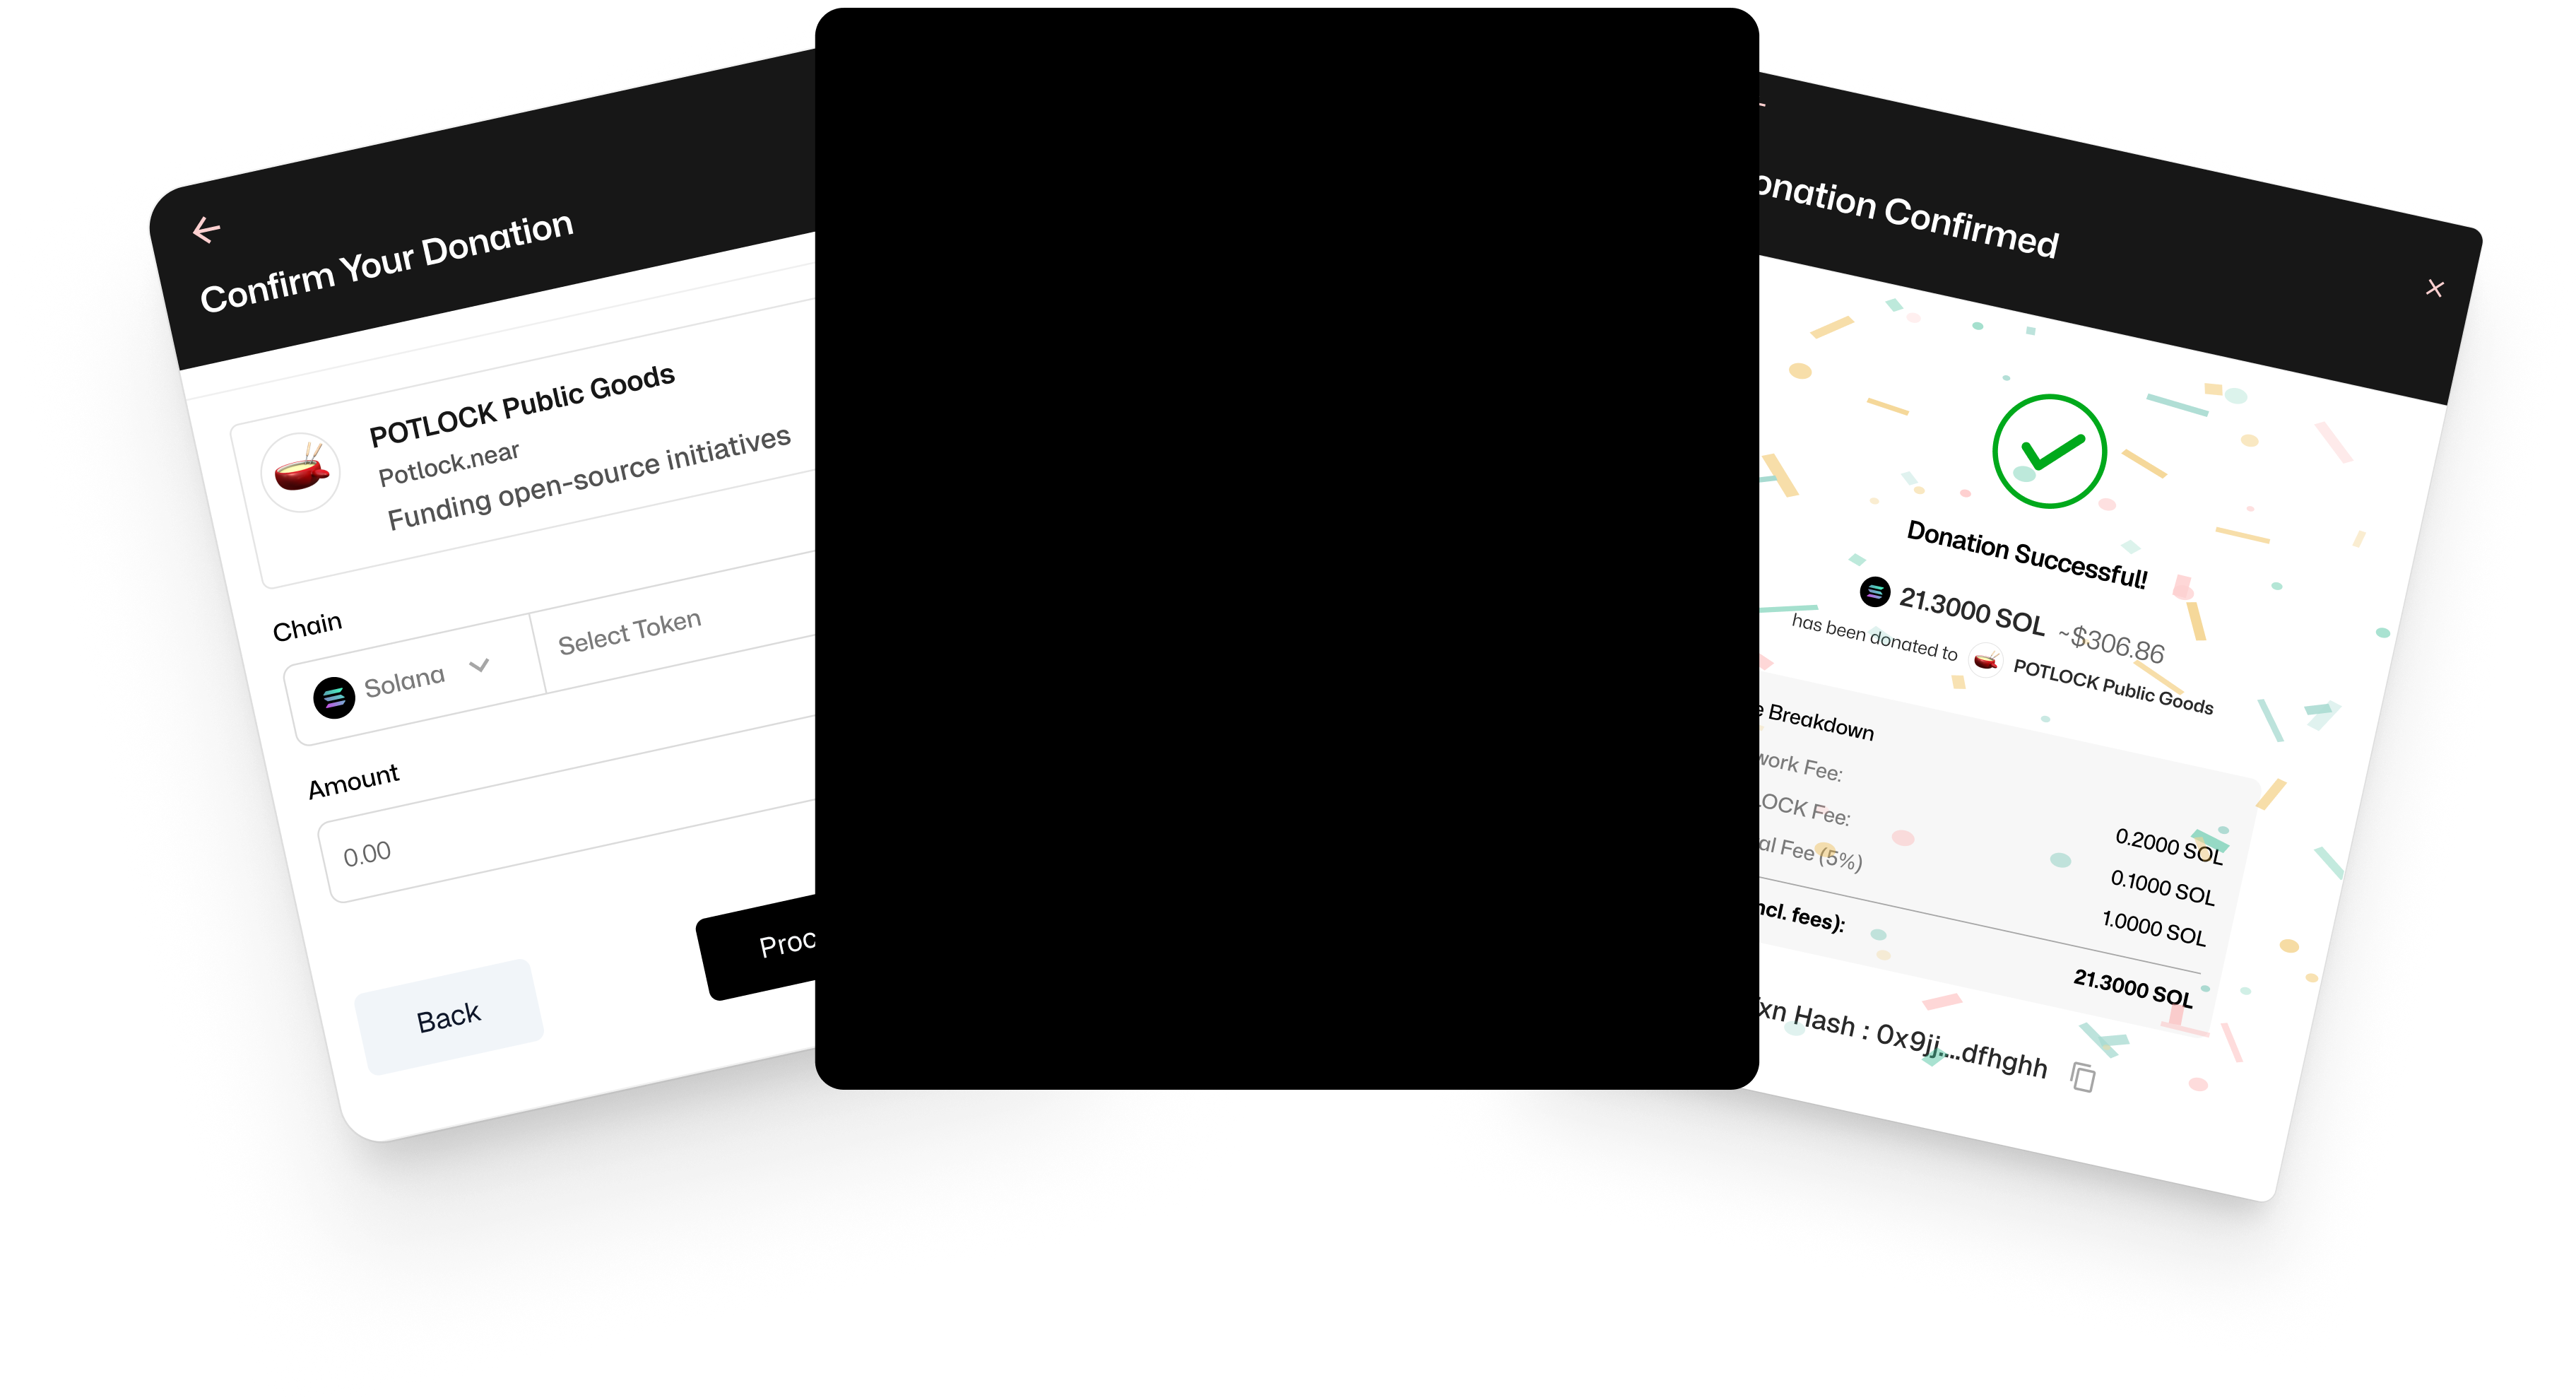 Confirm Your Donation
POTLOCK Public Goods
Potlock.near
Funding open-source initiatives
Chain
Solana
Select Token
Amount
0.00
Back
Proc
onation Confirmed
Donation Successful!
21.3000 SOL ~$306.86
has been donated to POTLOCK Public Goods
e Breakdown
work Fee: 0.2000 SOL
LOCK Fee: 0.1000 SOL
al Fee (5%) 1.0000 SOL
ncl. fees): 21.3000 SOL
xn Hash : 0x9jj....dfhghh